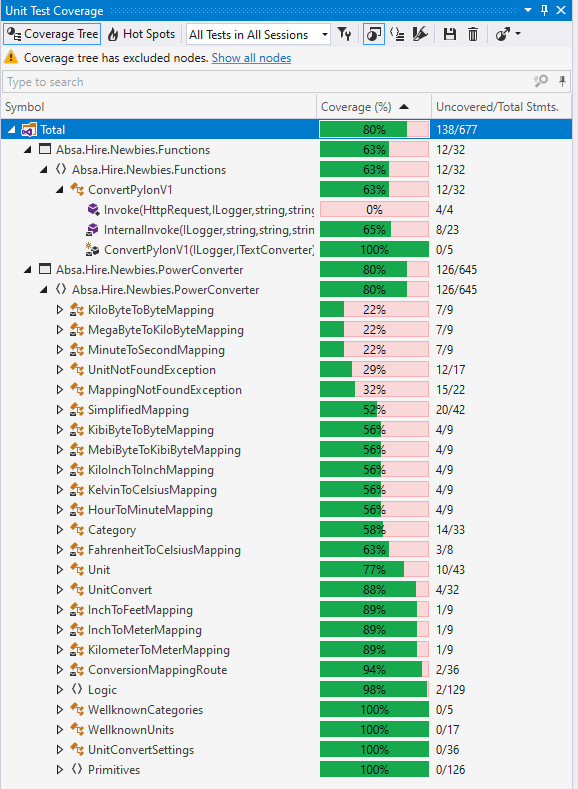 Unit Test Coverage
Coverage Tree Hot Spots All Tests in All Sessions
Coverage tree has excluded nodes. Show all nodes
Type to search
Symbol Coverage (%) Uncovered/Total Stmts.
Total 80% 138/677
Absa.Hire.Newbies.Functions 63% 12/32
Absa.Hire.Newbies.Functions 63% 12/32
ConvertPylonV1 63% 12/32
Invoke(HttpRequest,ILogger,string,string 0% 4/4
InternalInvoke(ILogger,string,string,strin 65% 8/23
ConvertPylonV1(ILogger,ITextConverter) 100% 0/5
Absa.Hire.Newbies.PowerConverter 80% 126/645
Absa.Hire.Newbies.PowerConverter 80% 126/645
KiloByteToByteMapping 22% 7/9
MegaByteToKiloByteMapping 22% 7/9
MinuteToSecondMapping 22% 7/9
UnitNotFoundException 29% 12/17
MappingNotFoundException 32% 15/22
SimplifiedMapping 52% 20/42
KibiByteToByteMapping 56% 4/9
MebiByteToKibiByteMapping 56% 4/9
KiloInchToInchMapping 56% 4/9
KelvinToCelsiusMapping 56% 4/9
HourToMinuteMapping 56% 4/9
Category 58% 14/33
FahrenheitToCelsiusMapping 63% 3/8
Unit 77% 10/43
UnitConvert 88% 4/32
InchToFeetMapping 89% 1/9
InchToMeterMapping 89% 1/9
KilometerToMeterMapping 89% 1/9
ConversionMappingRoute 94% 2/36
Logic 98% 2/129
WellknownCategories 100% 0/5
WellknownUnits 100% 0/17
UnitConvertSettings 100% 0/36
Primitives 100% 0/126